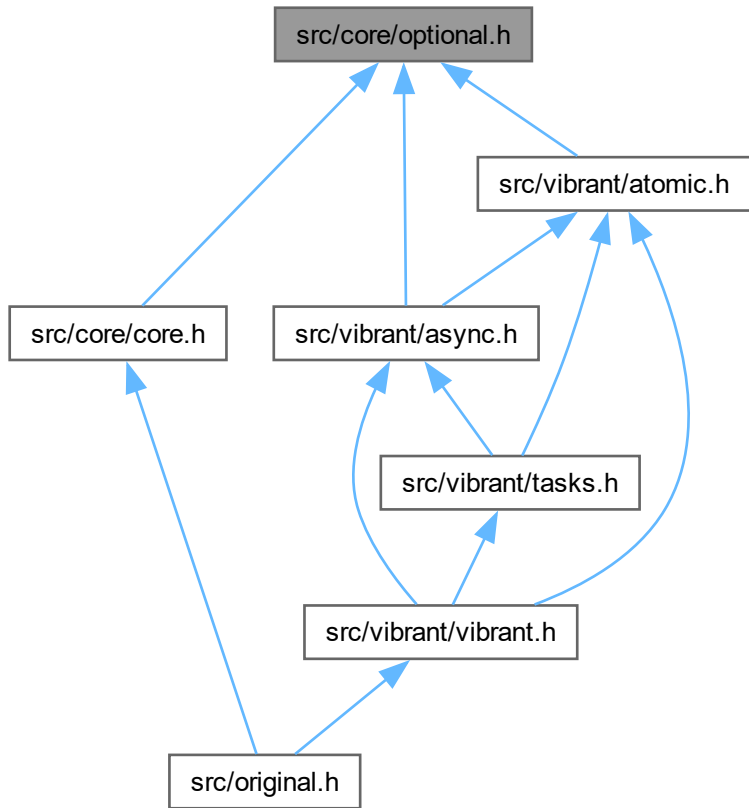 src/core/optional.h
src/vibrant/atomic.h
src/core/core.h
src/vibrant/async.h
src/vibrant/tasks.h
src/vibrant/vibrant.h
src/original.h